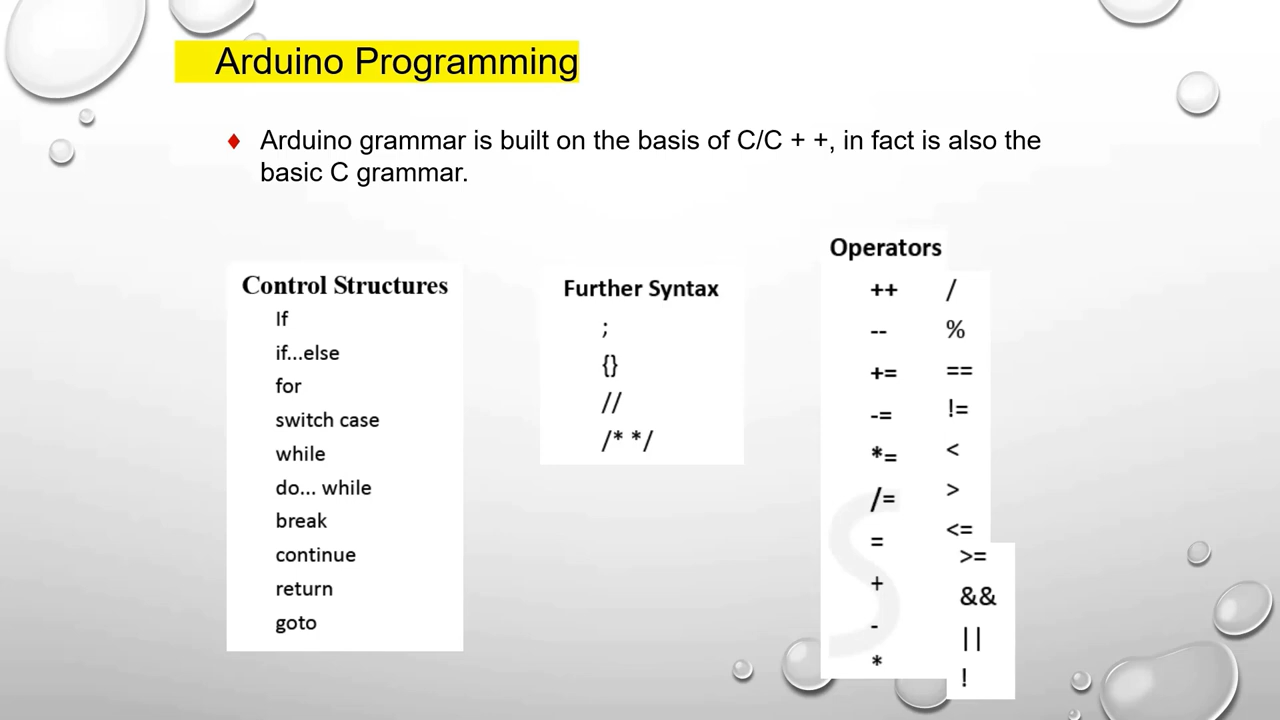 Arduino Programming
♦ Arduino grammar is built on the basis of C/C + +, in fact is also the
basic C grammar.
Control Structures
If
if...else
for
switch case
while
do... while
break
continue
return
goto
Further Syntax
;
{}
//
/* */
Operators
++ /
-- %
+= ==
-= !=
*= <
/= >
= <=
>=
+ &&
- ||
* !